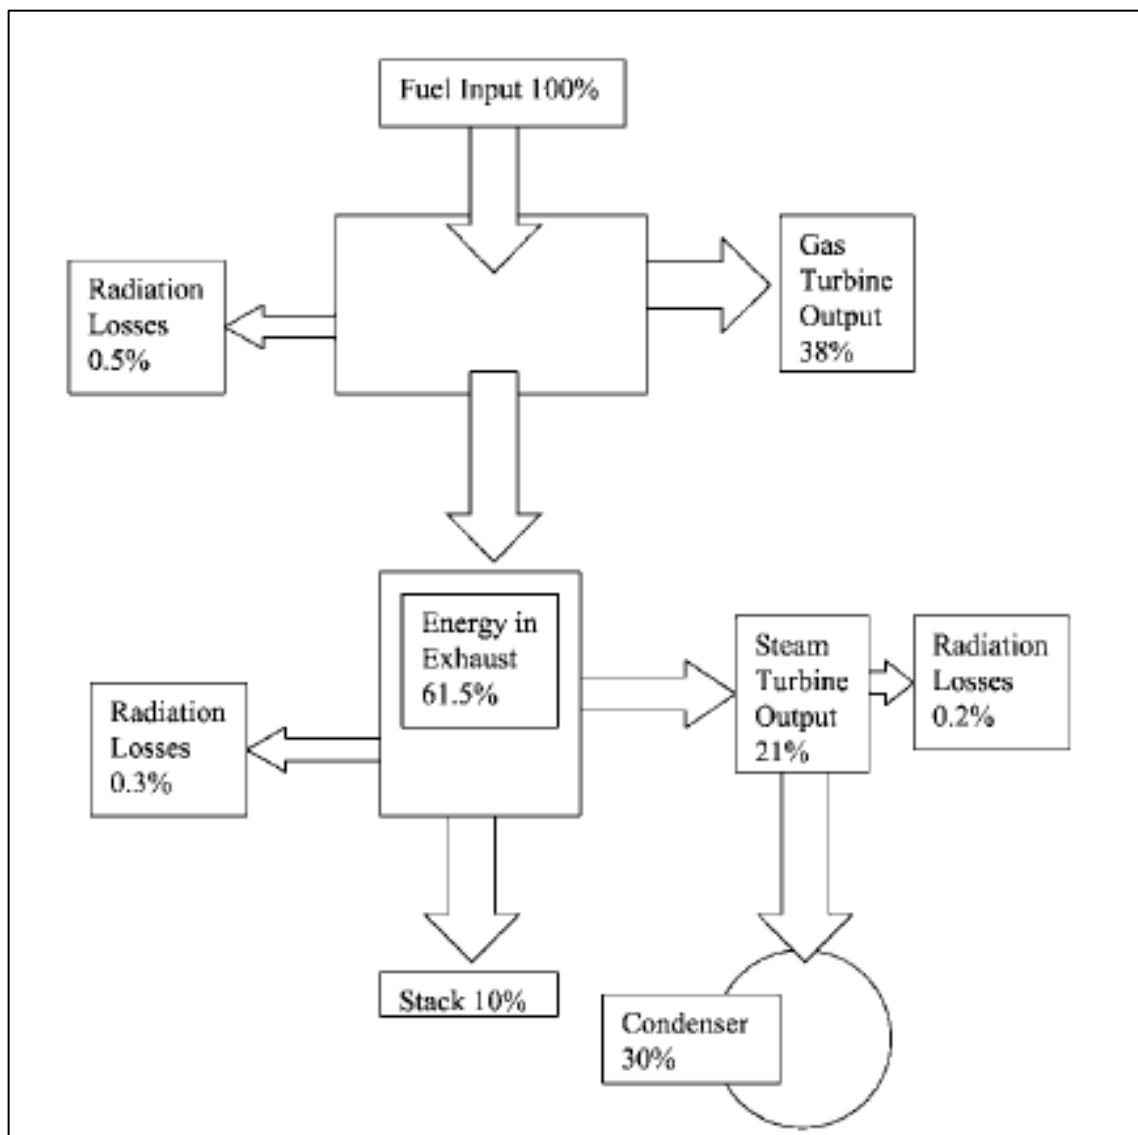 Fuel Input 100%
Gas
Turbine
Output
38%
Radiation
Losses
0.5%
Energy in
Exhaust
61.5%
Steam
Turbine
Output
21%
Radiation
Losses
0.2%
Radiation
Losses
0.3%
Stack 10%
Condenser
30%